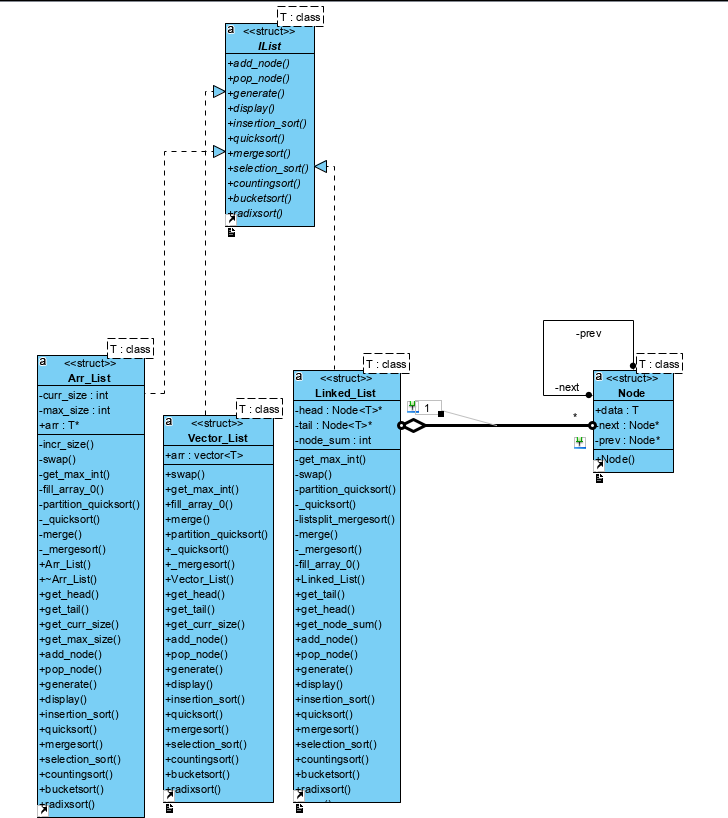 T : class
a
<<struct>>
IList
+add_node()
+pop_node()
+generate()
+display()
+insertion_sort()
+quicksort()
+mergesort()
+selection_sort()
+countingsort()
+bucketsort()
+radixsort()
T : class
a
<<struct>>
Arr_List
-curr_size : int
-max_size : int
+arr : T*
-incr_size()
-swap()
-get_max_int()
-fill_array_0()
-partition_quicksort()
-_quicksort()
-merge()
-_mergesort()
+Arr_List()
+~Arr_List()
+get_head()
+get_tail()
+get_curr_size()
+get_max_size()
+add_node()
+pop_node()
+generate()
+display()
+insertion_sort()
+quicksort()
+mergesort()
+selection_sort()
+countingsort()
+bucketsort()
+radixsort()
T : class
a
<<struct>>
Vector_List
+arr : vector<T>
+swap()
+get_max_int()
+fill_array_0()
+merge()
+partition_quicksort()
+_quicksort()
+_mergesort()
+Vector_List()
+get_head()
+get_tail()
+get_curr_size()
+add_node()
+pop_node()
+generate()
+display()
+insertion_sort()
+quicksort()
+mergesort()
+selection_sort()
+countingsort()
+bucketsort()
+radixsort()
T : class
a
<<struct>>
Linked_List
-head : Node<T>*
-tail : Node<T>*
-node_sum : int
-get_max_int()
-swap()
-partition_quicksort()
-_quicksort()
-listsplit_mergesort()
-merge()
-_mergesort()
-fill_array_0()
+Linked_List()
+get_tail()
+get_head()
+get_node_sum()
+add_node()
+pop_node()
+generate()
+display()
+insertion_sort()
+quicksort()
+mergesort()
+selection_sort()
+countingsort()
+bucketsort()
+radixsort()
1
*
-prev
-next
T : class
a
<<struct>>
Node
+data : T
-next : Node*
-prev : Node*
+Node()